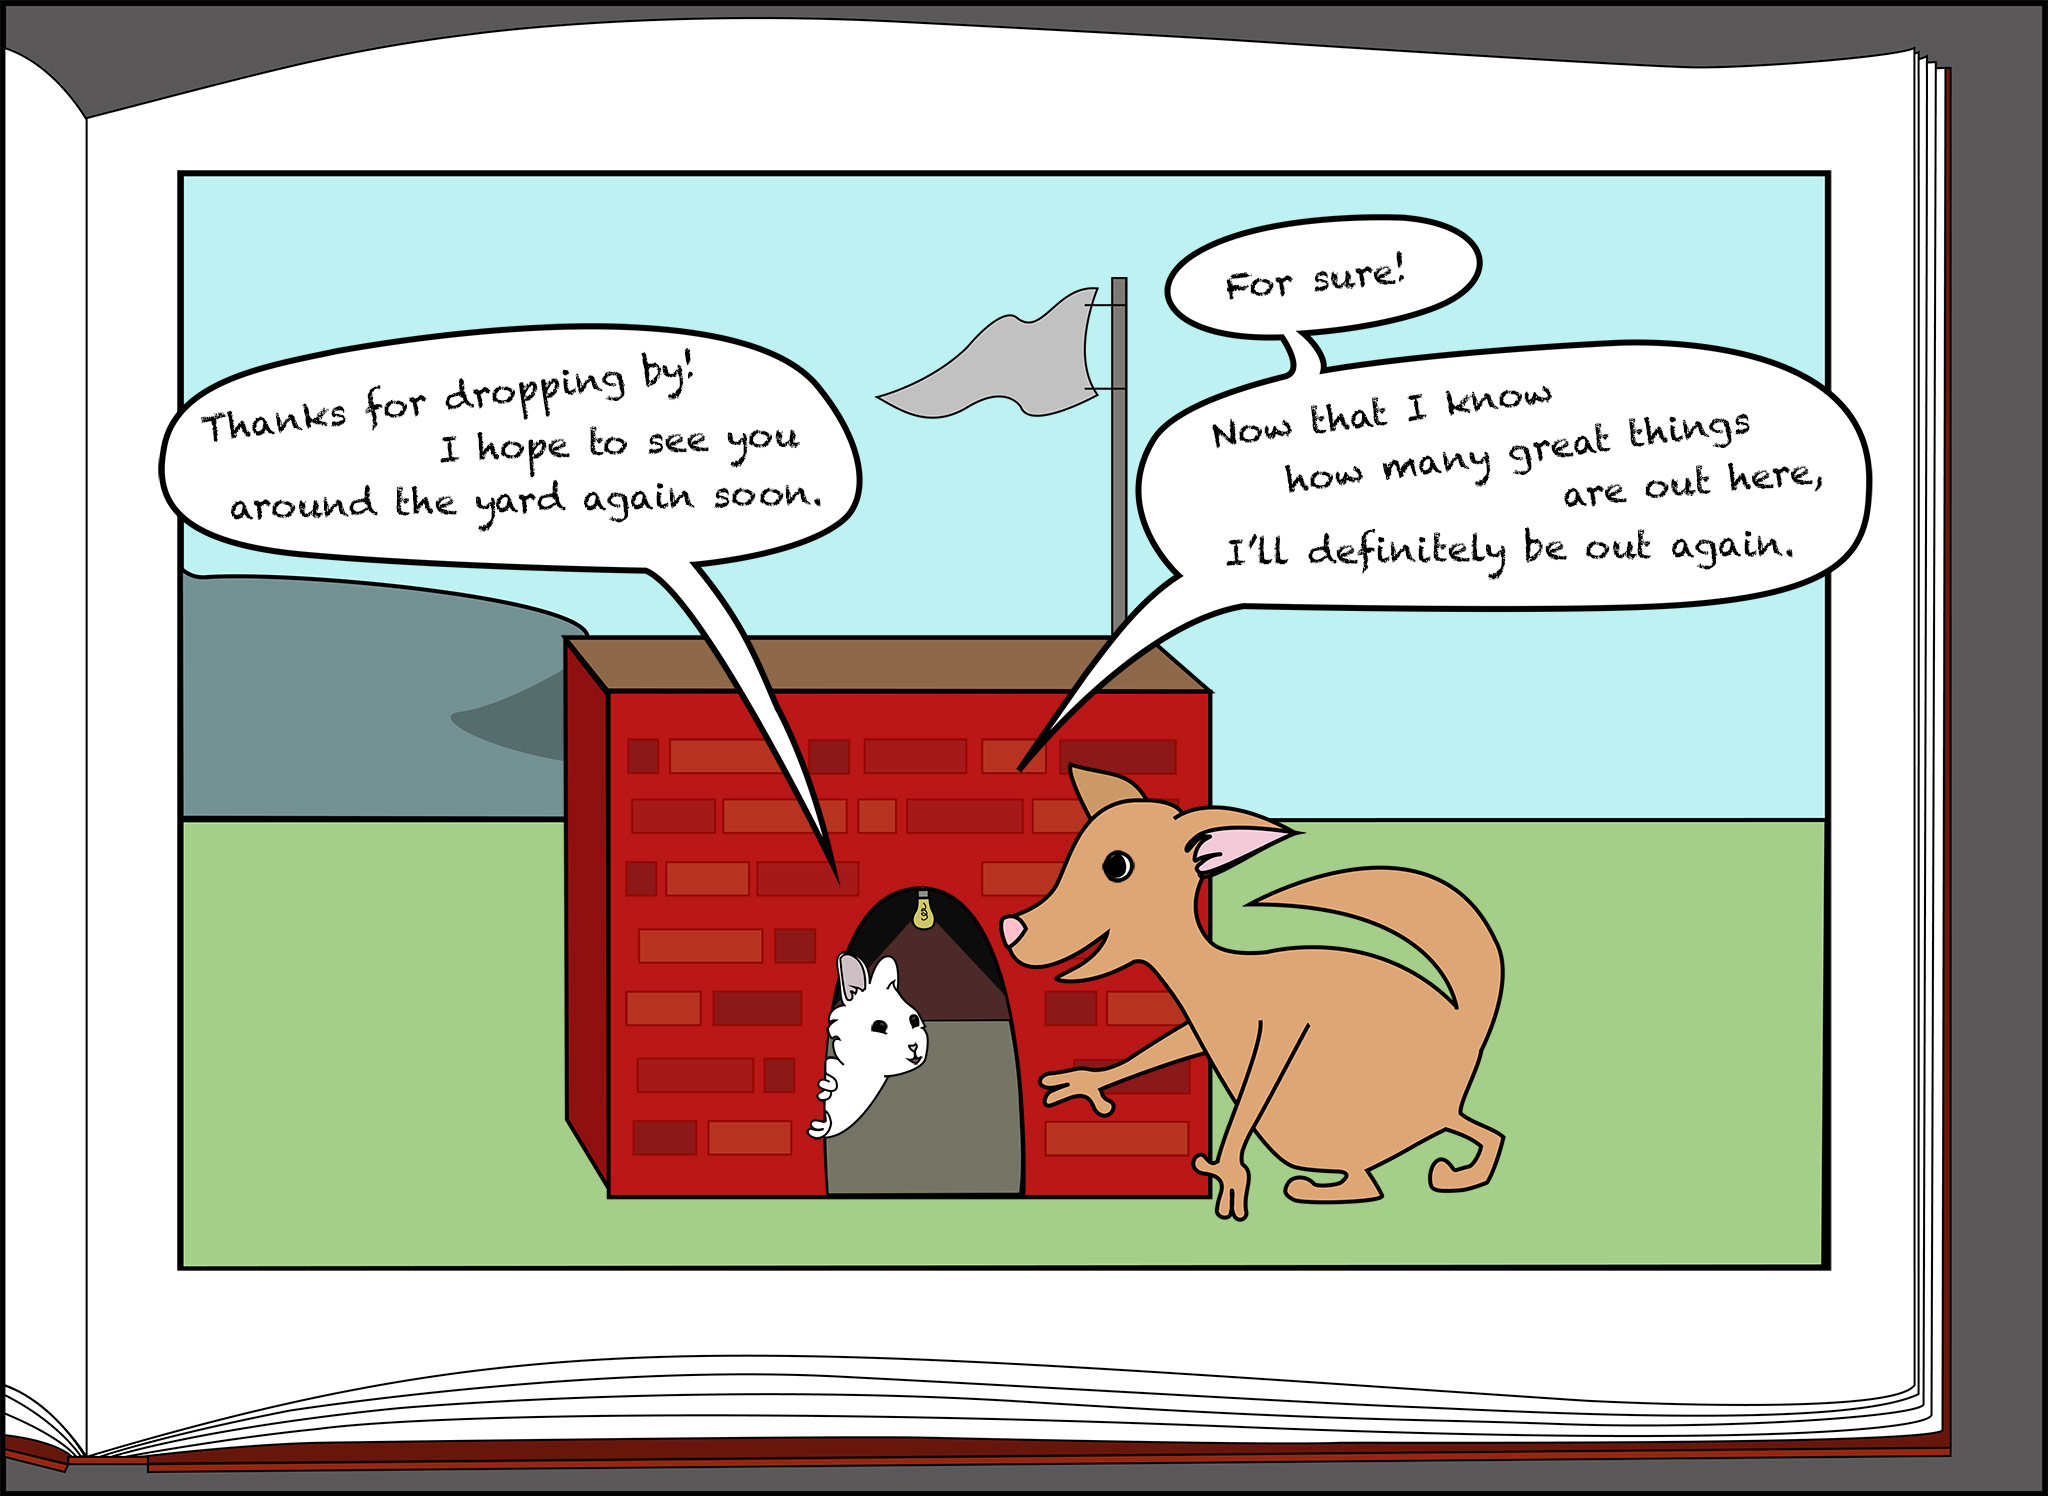 Thanks for dropping by!
I hope to see you
around the yard again soon.
For sure!
Now that I know
how many great things
are out here,
I'll definitely be out again.